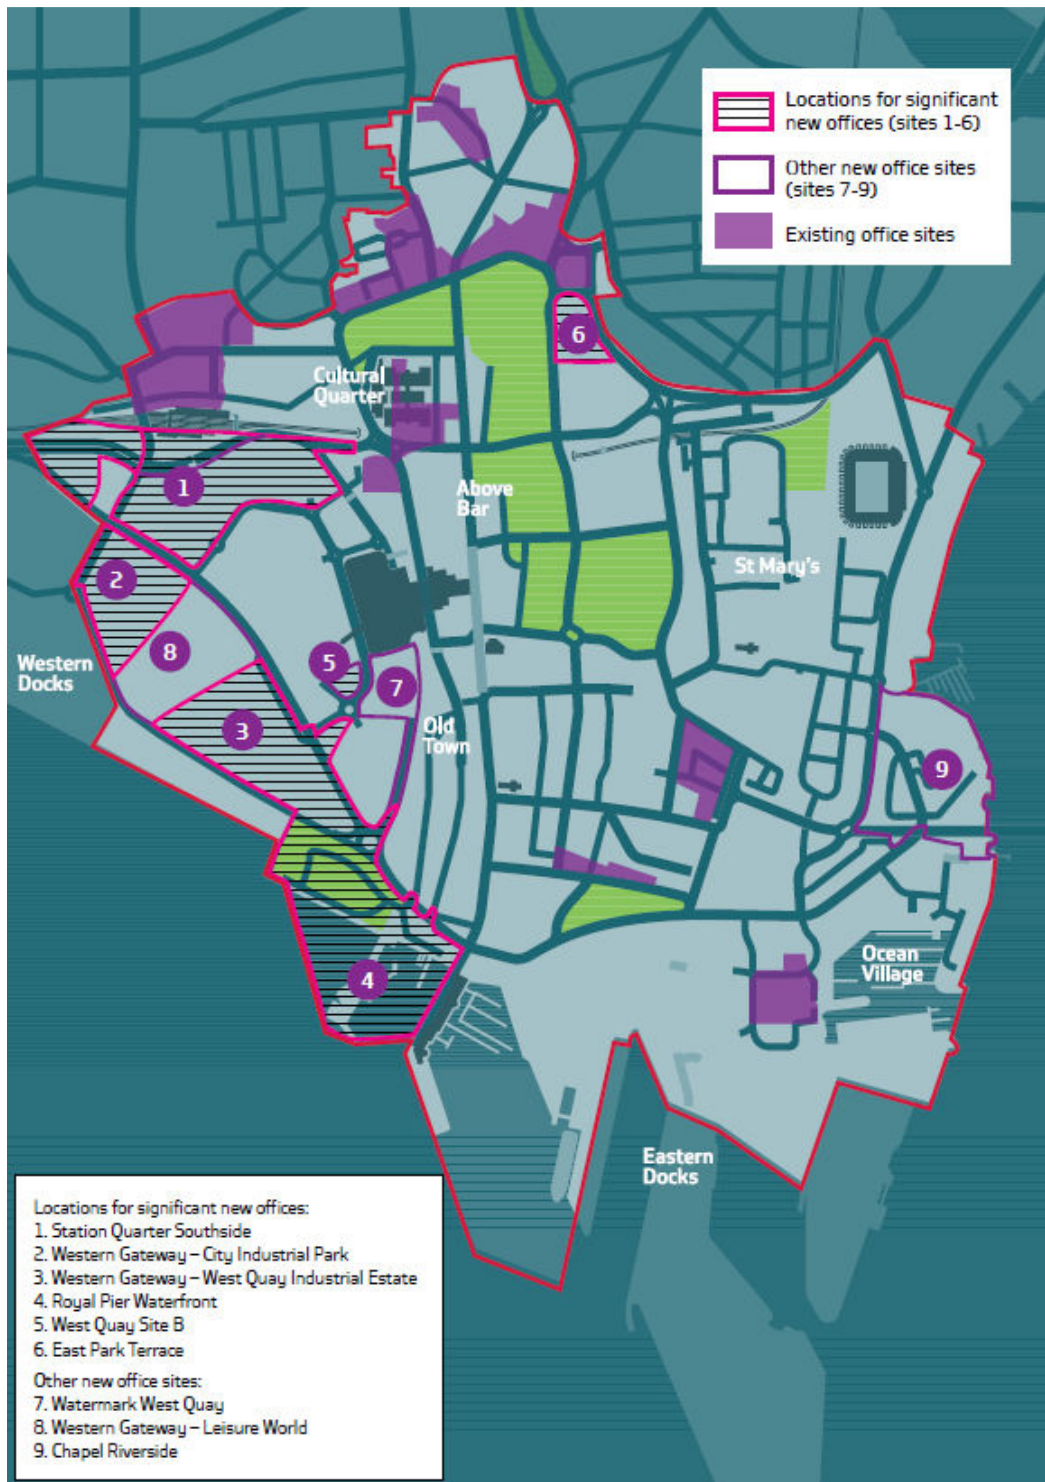 Locations for significant
new offices (sites 1-6)
Other new office sites
(sites 7-9)
Existing office sites
6
Cultural
Quarter
1
Above
Bar
St Mary's
2
8
5
Western
Docks
7
3
Old
Town
9
4
Ocean
Village
Eastern
Docks
Locations for significant new offices:
1. Station Quarter Southside
2. Western Gateway – City Industrial Park
3. Western Gateway – West Quay Industrial Estate
4. Royal Pier Waterfront
5. West Quay Site B
6. East Park Terrace
Other new office sites:
7. Watermark West Quay
8. Western Gateway – Leisure World
9. Chapel Riverside